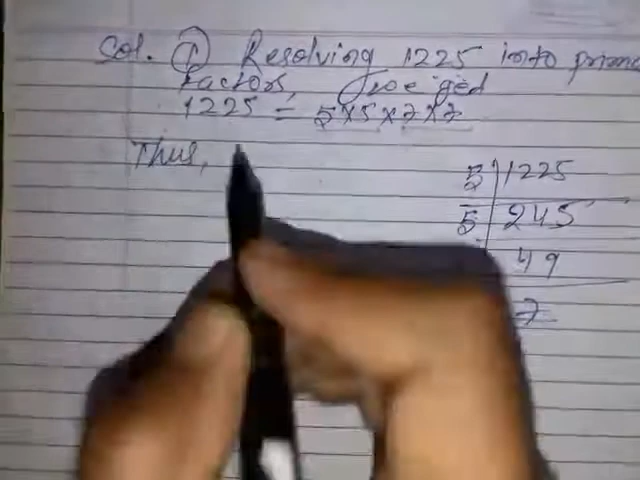 Sol. ① Resolving 1225 into prime
factors, we get
1225 = 5×5×7×7
Thus,
5 | 1225
5 | 245
49
7